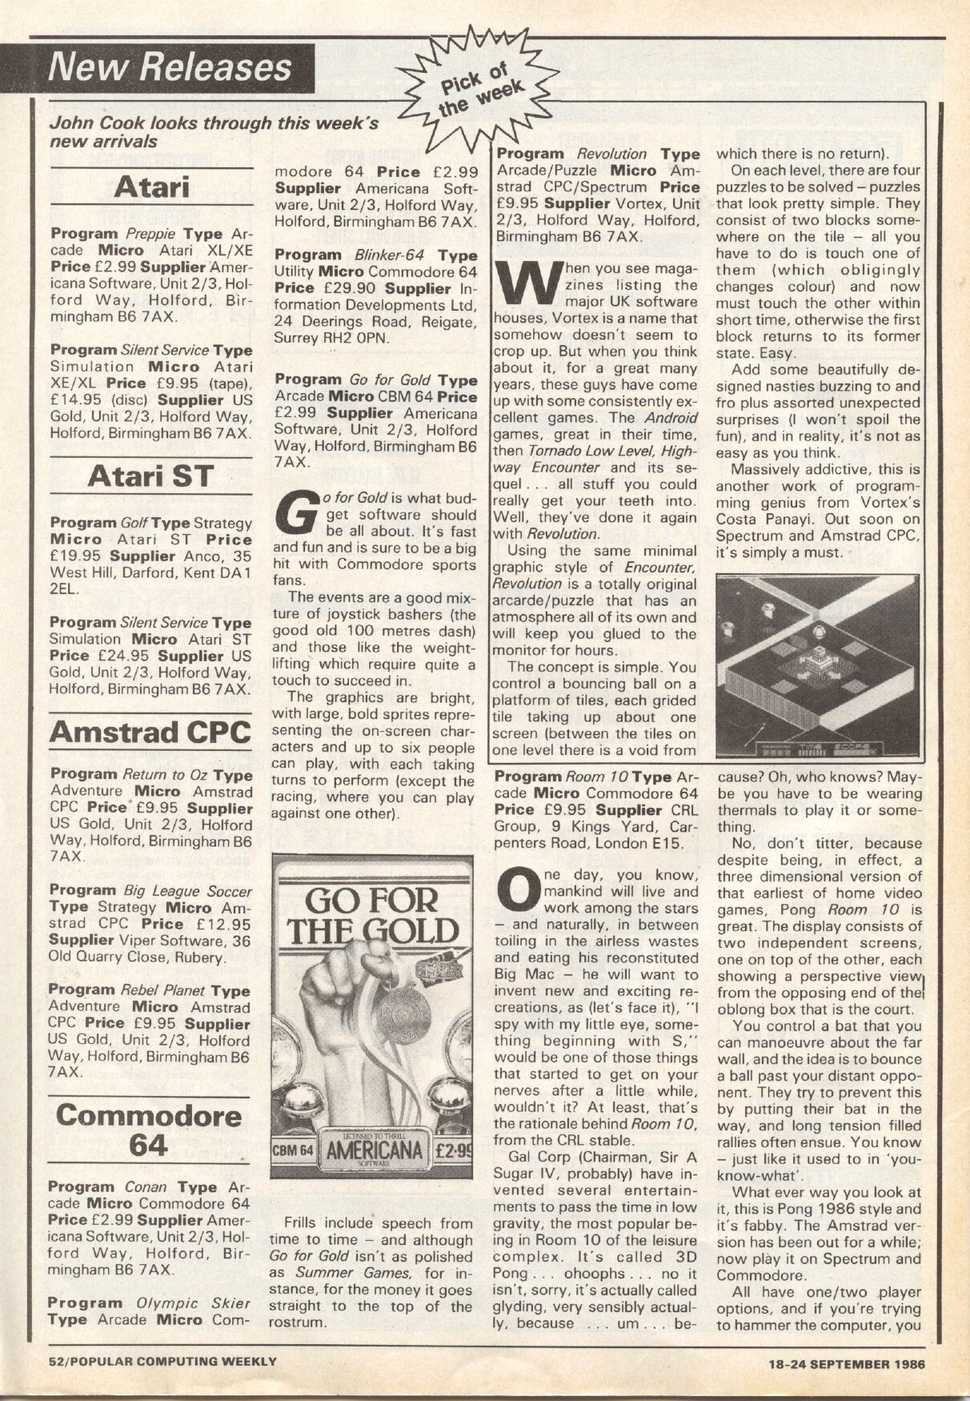 New Releases
Pick of
the week
John Cook looks through this week's
new arrivals
Atari
Program Preppie Type Ar-
cade Micro Atari XL/XE
Price £2.99 Supplier Amer-
icana Software, Unit 2/3, Hol-
ford Way, Holford, Bir-
mingham B6 7AX.
Program Silent Service Type
Simulation Micro Atari
XE/XL Price £9.95 (tape),
£14.95 (disc) Supplier US
Gold, Unit 2/3, Holford Way,
Holford, Birmingham B6 7AX.
Atari ST
Program Golf Type Strategy
Micro Atari ST Price
£19.95 Supplier Anco, 35
West Hill, Darford, Kent DA1
2EL.
Program Silent Service Type
Simulation Micro Atari ST
Price £24.95 Supplier US
Gold, Unit 2/3, Holford Way,
Holford, Birmingham B6 7AX.
Amstrad CPC
Program Return to Oz Type
Adventure Micro Amstrad
CPC Price £9.95 Supplier
US Gold, Unit 2/3, Holford
Way, Holford, Birmingham B6
7AX.
Program Big League Soccer
Type Strategy Micro Am-
strad CPC Price £12.95
Supplier Viper Software, 36
Old Quarry Close, Rubery.
Program Rebel Planet Type
Adventure Micro Amstrad
CPC Price £9.95 Supplier
US Gold, Unit 2/3, Holford
Way, Holford, Birmingham B6
7AX.
Commodore
64
Program Conan Type Ar-
cade Micro Commodore 64
Price £2.99 Supplier Amer-
icana Software, Unit 2/3, Hol-
ford Way, Holford, Bir-
mingham B6 7AX.
Program Olympic Skier
Type Arcade Micro Com-
modore 64 Price £2.99
Supplier Americana Soft-
ware, Unit 2/3, Holford Way,
Holford, Birmingham B6 7AX.
Program Blinker-64 Type
Utility Micro Commodore 64
Price £29.90 Supplier In-
formation Developments Ltd,
24 Deerings Road, Reigate,
Surrey RH2 0PN.
Program Go for Gold Type
Arcade Micro CBM 64 Price
£2.99 Supplier Americana
Software, Unit 2/3, Holford
Way, Holford, Birmingham B6
7AX.
Go for Gold is what bud-
get software should
be all about. It's fast
and fun and is sure to be a big
hit with Commodore sports
fans.
The events are a good mix-
ture of joystick bashers (the
good old 100 metres dash)
and those like the weight-
lifting which require quite a
touch to succeed in.
The graphics are bright,
with large, bold sprites repre-
senting the on-screen char-
acters and up to six people
can play, with each taking
turns to perform (except the
racing, where you can play
against one other).
GO FOR
THE GOLD
CBM 64
LICENSED TO THRILL
AMERICANA
SOFTWARE
£2.99
Frills include speech from
time to time – and although
Go for Gold isn't as polished
as Summer Games, for in-
stance, for the money it goes
straight to the top of the
rostrum.
Program Revolution Type
Arcade/Puzzle Micro Am-
strad CPC/Spectrum Price
£9.95 Supplier Vortex, Unit
2/3, Holford Way, Holford,
Birmingham B6 7AX.
When you see maga-
zines listing the
major UK software
houses, Vortex is a name that
somehow doesn't seem to
crop up. But when you think
about it, for a great many
years, these guys have come
up with some consistently ex-
cellent games. The Android
games, great in their time,
then Tornado Low Level, High-
way Encounter and its se-
quel . . . all stuff you could
really get your teeth into.
Well, they've done it again
with Revolution.
Using the same minimal
graphic style of Encounter,
Revolution is a totally original
arcarde/puzzle that has an
atmosphere all of its own and
will keep you glued to the
monitor for hours.
The concept is simple. You
control a bouncing ball on a
platform of tiles, each grided
tile taking up about one
screen (between the tiles on
one level there is a void from
which there is no return).
On each level, there are four
puzzles to be solved – puzzles
that look pretty simple. They
consist of two blocks some-
where on the tile – all you
have to do is touch one of
them (which obligingly
changes colour) and now
must touch the other within
short time, otherwise the first
block returns to its former
state. Easy.
Add some beautifully de-
signed nasties buzzing to and
fro plus assorted unexpected
surprises (I won't spoil the
fun), and in reality, it's not as
easy as you think.
Massively addictive, this is
another work of program-
ming genius from Vortex's
Costa Panayi. Out soon on
Spectrum and Amstrad CPC,
it's simply a must.
Program Room 10 Type Ar-
cade Micro Commodore 64
Price £9.95 Supplier CRL
Group, 9 Kings Yard, Car-
penters Road, London E15.
One day, you know,
mankind will live and
work among the stars
– and naturally, in between
toiling in the airless wastes
and eating his reconstituted
Big Mac – he will want to
invent new and exciting re-
creations, as (let's face it), "I
spy with my little eye, some-
thing beginning with S,"
would be one of those things
that started to get on your
nerves after a little while,
wouldn't it? At least, that's
the rationale behind Room 10,
from the CRL stable.
Gal Corp (Chairman, Sir A
Sugar IV, probably) have in-
vented several entertain-
ments to pass the time in low
gravity, the most popular be-
ing in Room 10 of the leisure
complex. It's called 3D
Pong . . . ohoophs . . . no it
isn't, sorry, it's actually called
glyding, very sensibly actual-
ly, because . . . um . . . be-
cause? Oh, who knows? May-
be you have to be wearing
thermals to play it or some-
thing.
No, don't titter, because
despite being, in effect, a
three dimensional version of
that earliest of home video
games, Pong Room 10 is
great. The display consists of
two independent screens,
one on top of the other, each
showing a perspective view
from the opposing end of the
oblong box that is the court.
You control a bat that you
can manoeuvre about the far
wall, and the idea is to bounce
a ball past your distant oppo-
nent. They try to prevent this
by putting their bat in the
way, and long tension filled
rallies often ensue. You know
– just like it used to in 'you-
know-what'.
What ever way you look at
it, this is Pong 1986 style and
it's fabby. The Amstrad ver-
sion has been out for a while;
now play it on Spectrum and
Commodore.
All have one/two player
options, and if you're trying
to hammer the computer, you
52/POPULAR COMPUTING WEEKLY
18-24 SEPTEMBER 1986